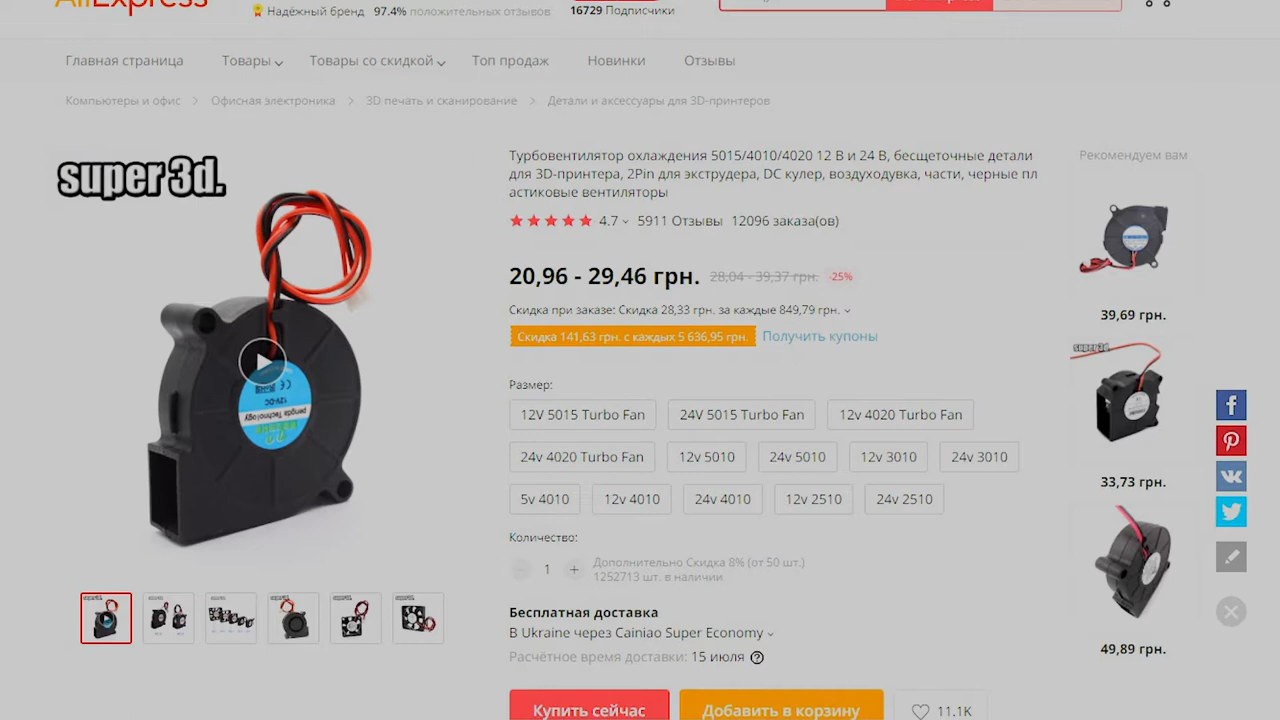 AliExpress
Надёжный бренд 97.4% положительных отзывов
16729 Подписчики
Главная страница Товары Товары со скидкой Топ продаж Новинки Отзывы
Компьютеры и офис > Офисная электроника > 3D печать и сканирование > Детали и аксессуары для 3D-принтеров
super3d.
12V-DC
pengda Technology
Турбовентилятор охлаждения 5015/4010/4020 12 В и 24 В, бесщеточные детали
для 3D-принтера, 2Pin для экструдера, DC кулер, воздуходувка, части, черные пл
астиковые вентиляторы
4.7 5911 Отзывы 12096 заказа(ов)
20,96 - 29,46 грн. 28,04 - 39,37 грн. -25%
Скидка при заказе: Скидка 28,33 грн. за каждые 849,79 грн.
Скидка 141,63 грн. с каждых 5 636,95 грн. Получить купоны
Размер:
12V 5015 Turbo Fan 24V 5015 Turbo Fan 12v 4020 Turbo Fan
24v 4020 Turbo Fan 12v 5010 24v 5010 12v 3010 24v 3010
5v 4010 12v 4010 24v 4010 12v 2510 24v 2510
Количество:
1 + Дополнительно Скидка 8% (от 50 шт.)
1252713 шт. в наличии
Бесплатная доставка
В Ukraine через Cainiao Super Economy
Расчётное время доставки: 15 июля
Купить сейчас Добавить в корзину 11.1K
Рекомендуем вам
39,69 грн.
super3d.
33,73 грн.
49,89 грн.